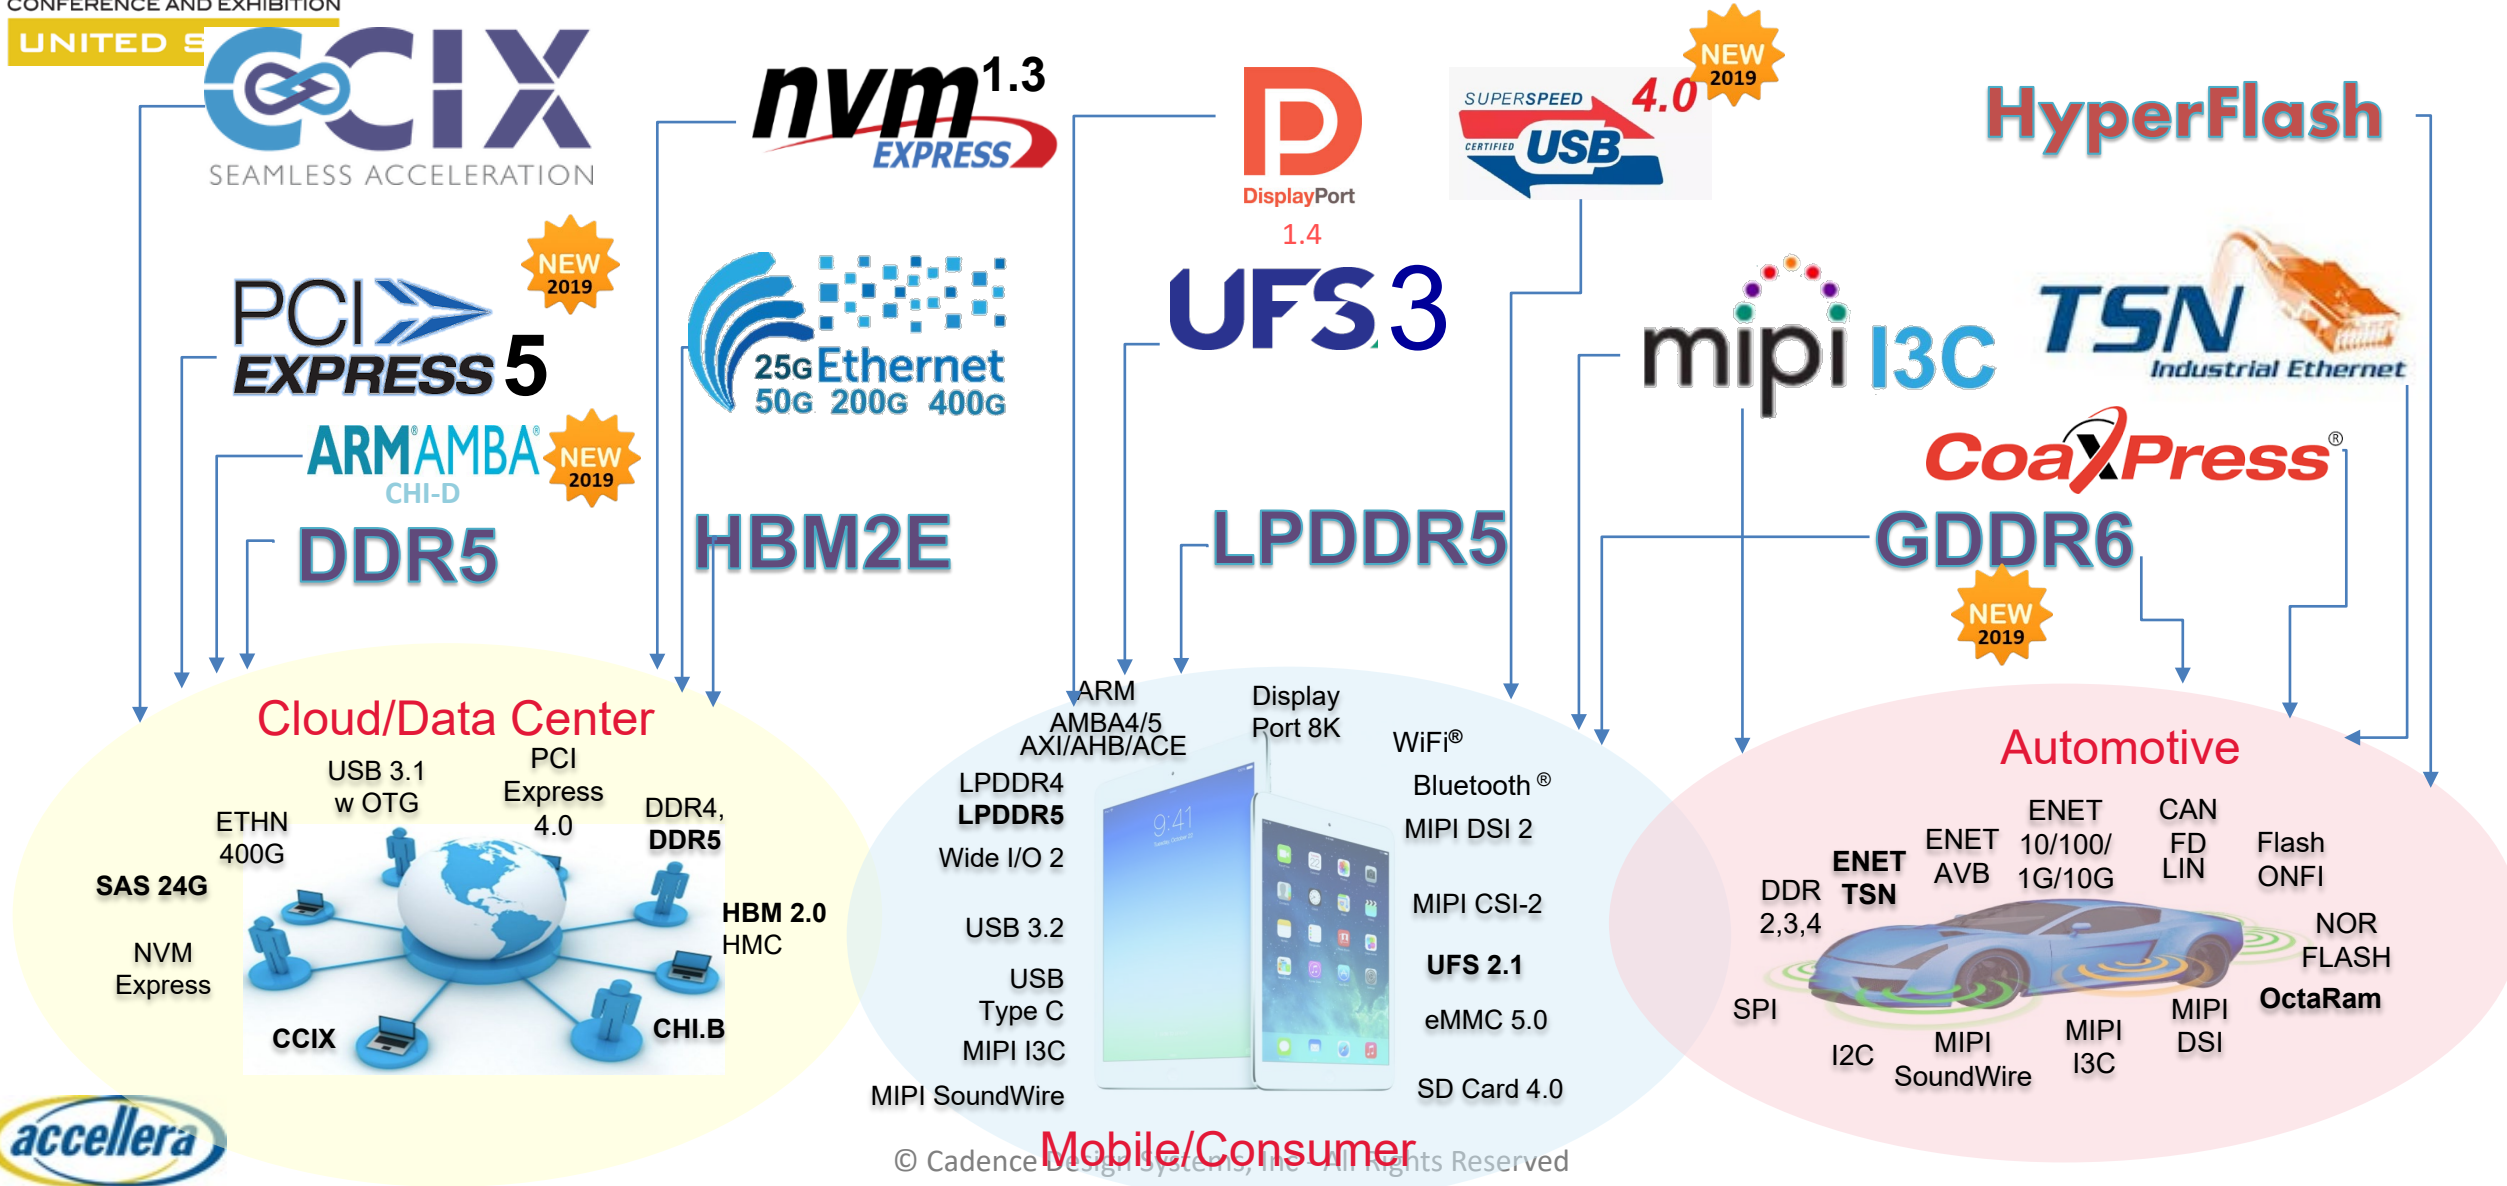 CONFERENCE AND EXHIBITION
UNITED S
CCIX
SEAMLESS ACCELERATION
nvm 1.3
EXPRESS
DisplayPort
1.4
SUPERSPEED
4.0
CERTIFIED
USB
NEW
2019
HyperFlash
PCI
EXPRESS 5
NEW
2019
25G Ethernet
50G 200G 400G
UFS 3
mipi I3C
TSN
Industrial Ethernet
ARM® AMBA®
CHI-D
NEW
2019
CoaXPress®
DDR5
HBM2E
LPDDR5
GDDR6
NEW
2019
Cloud/Data Center
USB 3.1
w OTG
PCI
Express
4.0
ETHN
400G
DDR4,
DDR5
SAS 24G
HBM 2.0
HMC
NVM
Express
CCIX
CHI.B
ARM
AMBA4/5
AXI/AHB/ACE
Display
Port 8K
WiFi®
LPDDR4
LPDDR5
Bluetooth®
MIPI DSI 2
Wide I/O 2
9:41
MIPI CSI-2
USB 3.2
UFS 2.1
USB
Type C
eMMC 5.0
MIPI I3C
MIPI SoundWire
SD Card 4.0
Mobile/Consumer
Automotive
ENET
10/100/
1G/10G
CAN
FD
LIN
ENET
AVB
Flash
ONFI
ENET
TSN
DDR
2,3,4
NOR
FLASH
OctaRam
SPI
MIPI
DSI
I2C
MIPI
SoundWire
MIPI
I3C
accellera
© Cadence Design Systems, Inc - All Rights Reserved